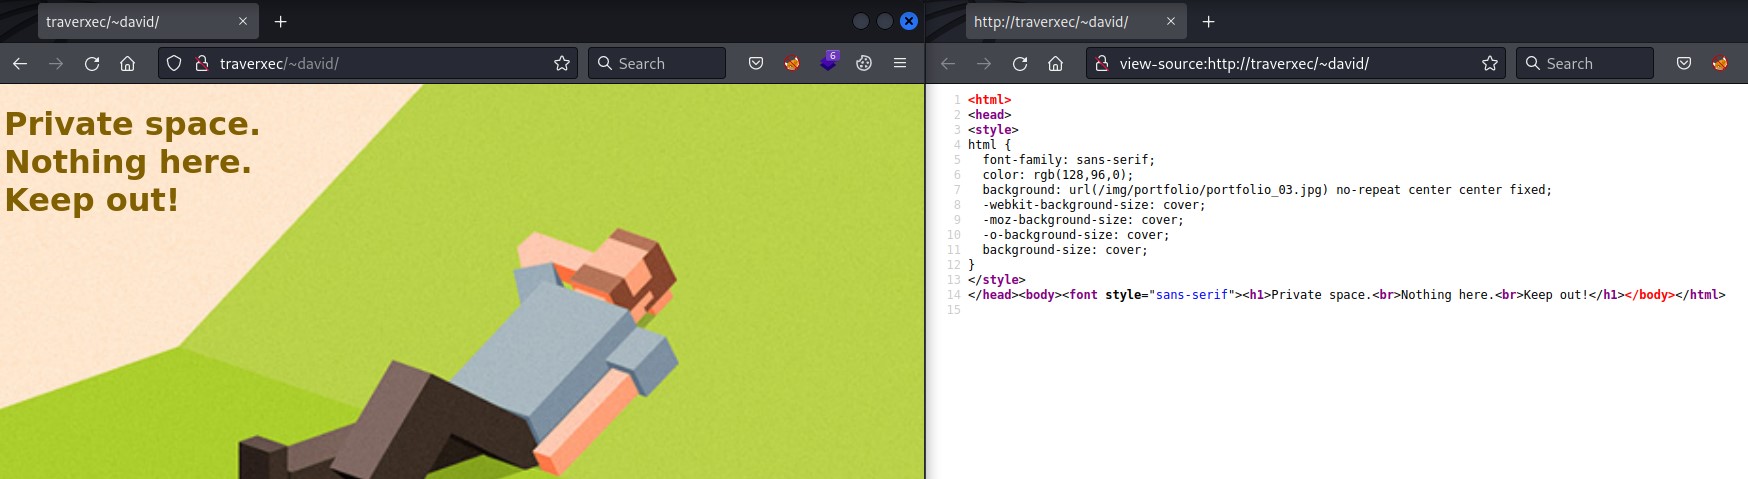 traverxec/~david/
traverxec/~david/
Search
6
Private space.
Nothing here.
Keep out!
http://traverxec/~david/
view-source:http://traverxec/~david/
Search
1 <html>
2 <head>
3 <style>
4 html {
5   font-family: sans-serif;
6   color: rgb(128,96,0);
7   background: url(/img/portfolio/portfolio_03.jpg) no-repeat center center fixed;
8   -webkit-background-size: cover;
9   -moz-background-size: cover;
10   -o-background-size: cover;
11   background-size: cover;
12 }
13 </style>
14 </head><body><font style="sans-serif"><h1>Private space.<br>Nothing here.<br>Keep out!</h1></body></html>
15